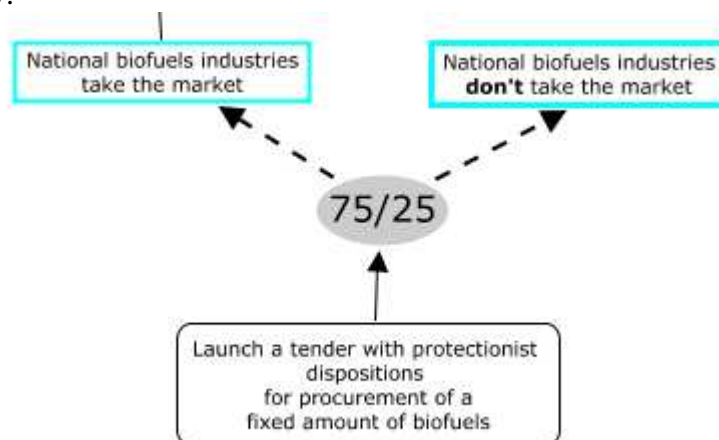 National biofuels industries
take the market
National biofuels industries
don't take the market
75/25
Launch a tender with protectionist
dispositions
for procurement of a
fixed amount of biofuels